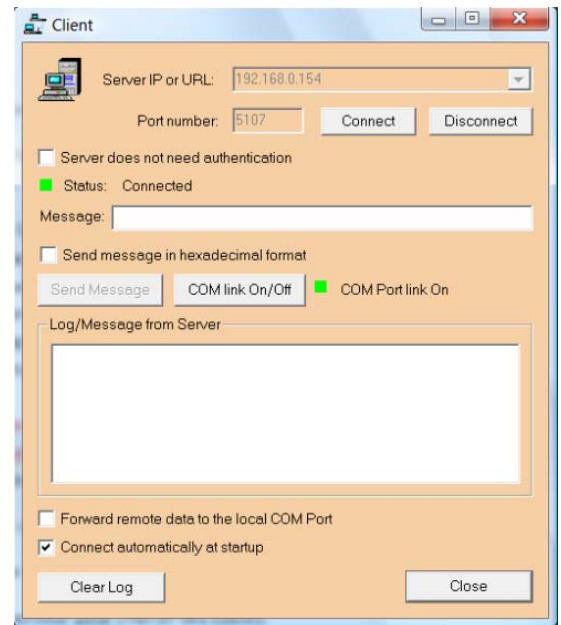 Client
Server IP or URL: 192.168.0.154
Port number: 5107 Connect Disconnect
Server does not need authentication
Status: Connected
Message:
Send message in hexadecimal format
Send Message COM link On/Off COM Port link On
Log/Message from Server
Forward remote data to the local COM Port
Connect automatically at startup
Clear Log Close